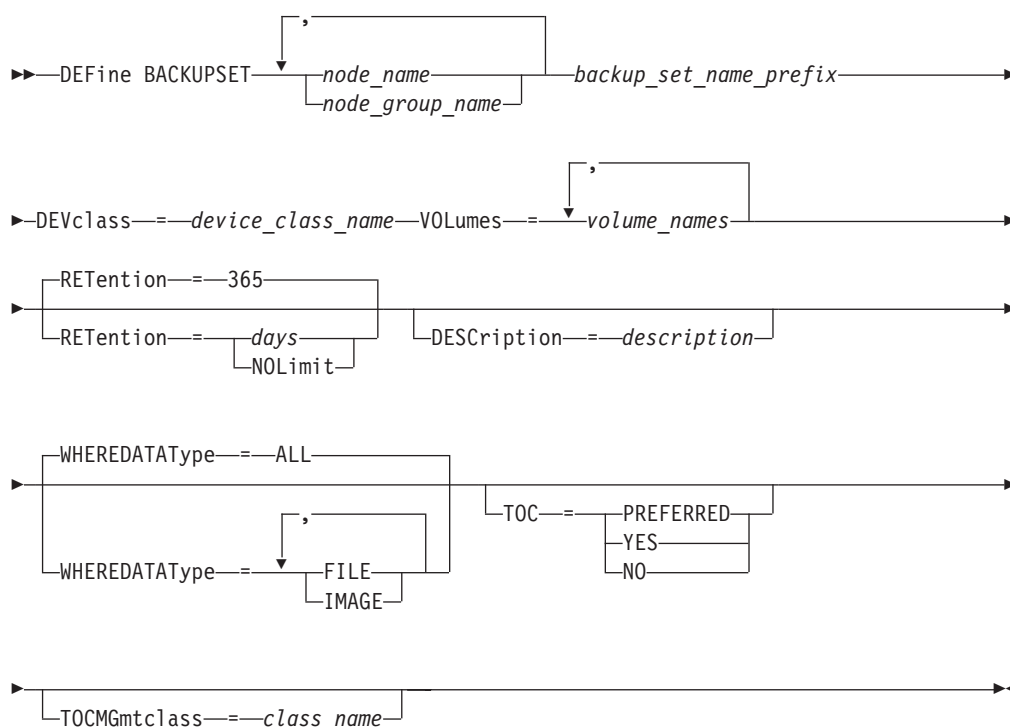 ,
DEFine BACKUPSET node_name backup_set_name_prefix
node_group_name
,
DEVclass = device_class_name VOLumes = volume_names
RETention = 365
RETention = days DESCription = description
NOLimit
WHEREDATAType = ALL
TOC = PREFERRED
, YES
WHEREDATAType = FILE NO
IMAGE
TOCMGmtclass = class_name